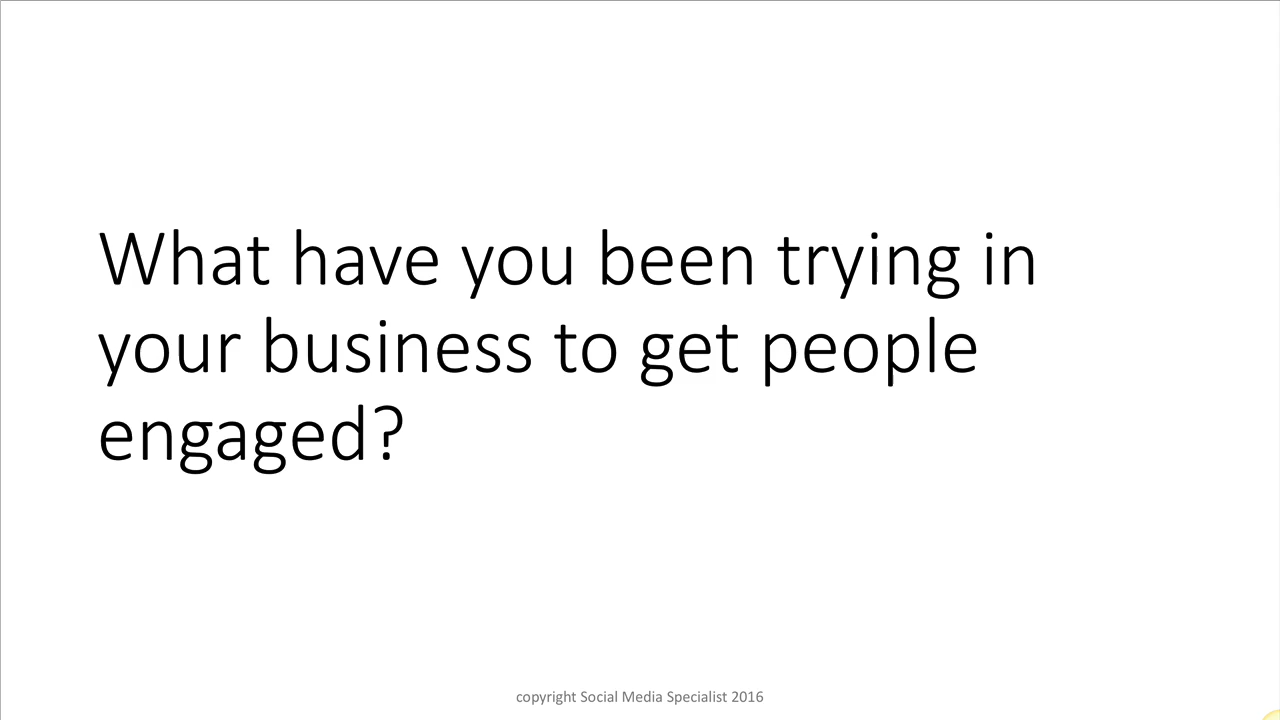 What have you been trying in
your business to get people
engaged?
copyright Social Media Specialist 2016